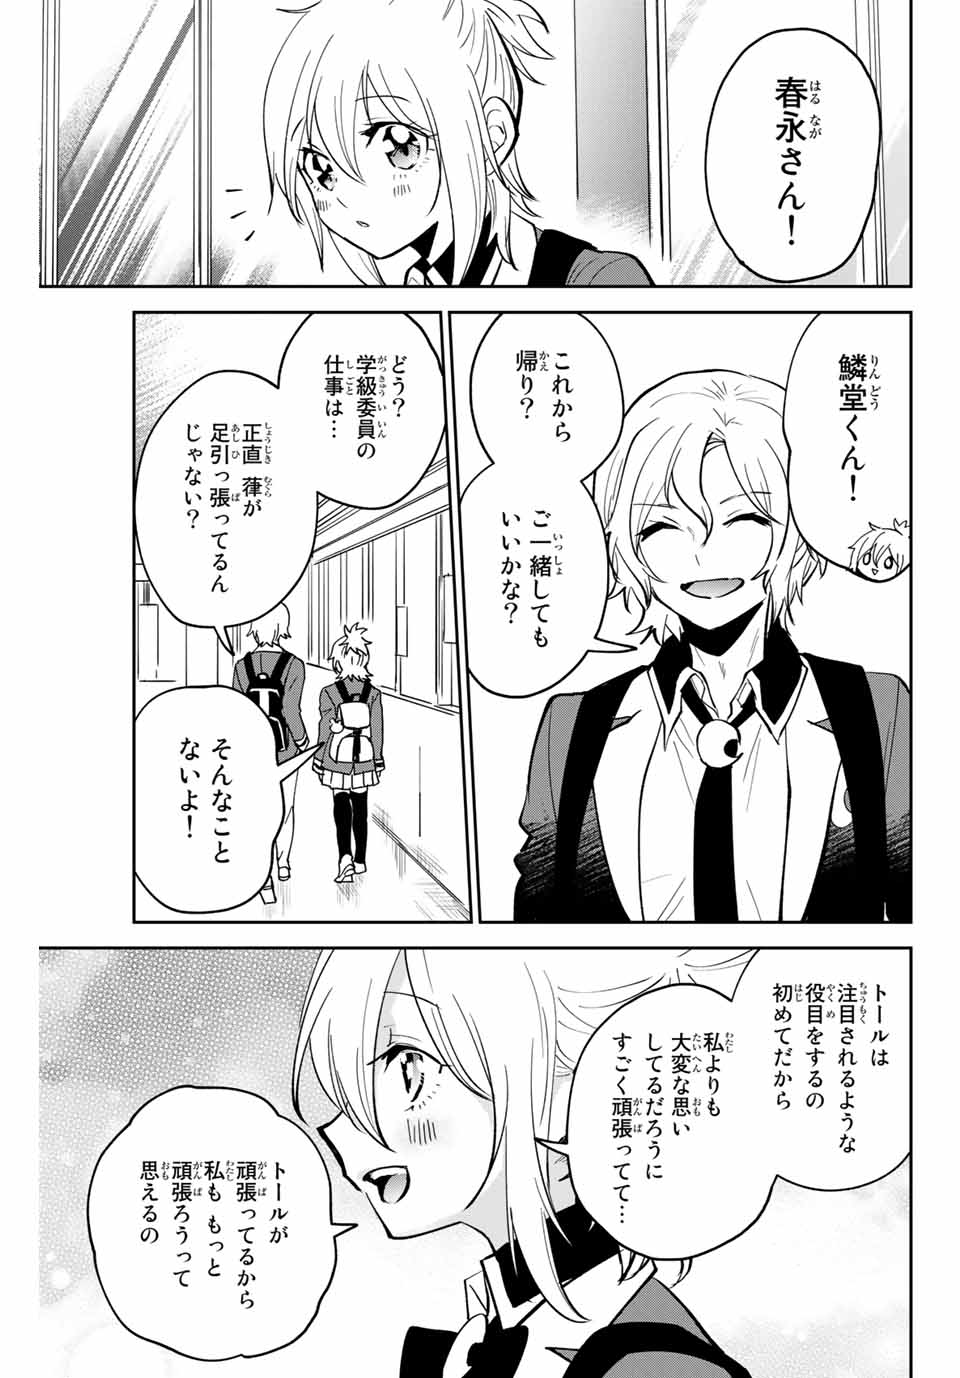 春永さん！
鱗堂くん！
これから
帰り？
ご一緒しても
いいかな？
どう？
学級委員の
仕事は…
正直 葎が
足引っ張ってるん
じゃない？
そんなこと
ないよ！
トールは
注目されるような
役目をするの
初めてだから
私よりも
大変な思い
してるだろうに
すごく頑張ってて…
トールが
頑張ってるから
私も もっと
頑張ろうって
思えるの